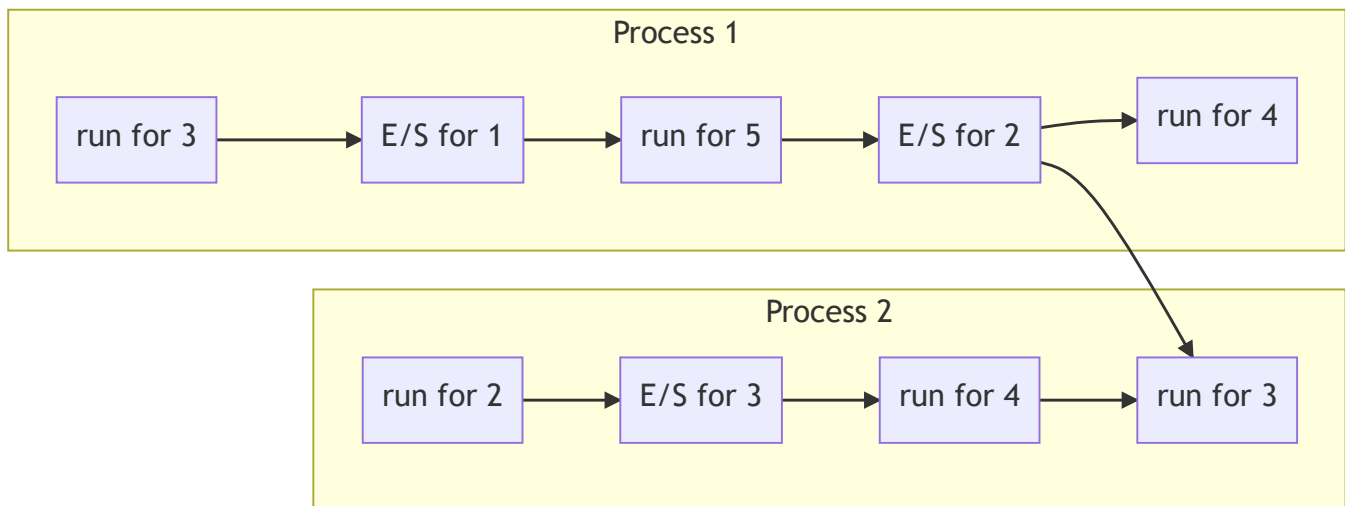 Process 1
run for 3
E/S for 1
run for 5
E/S for 2
run for 4
Process 2
run for 2
E/S for 3
run for 4
run for 3